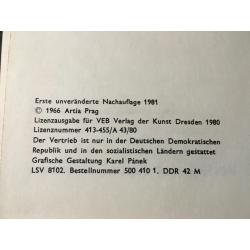 Erste unveränderte Nachauflage 1981
© 1966 Artia Prag
Lizenzausgabe für VEB Verlag der Kunst Dresden 1980
Lizenznummer 413-455/A 43/80
Der Vertrieb ist nur in der Deutschen Demokratischen
Republik und in den sozialistischen Ländern gestattet
Grafische Gestaltung Karel Pánek
LSV 8102. Bestellnummer 500 410 1. DDR 42 M